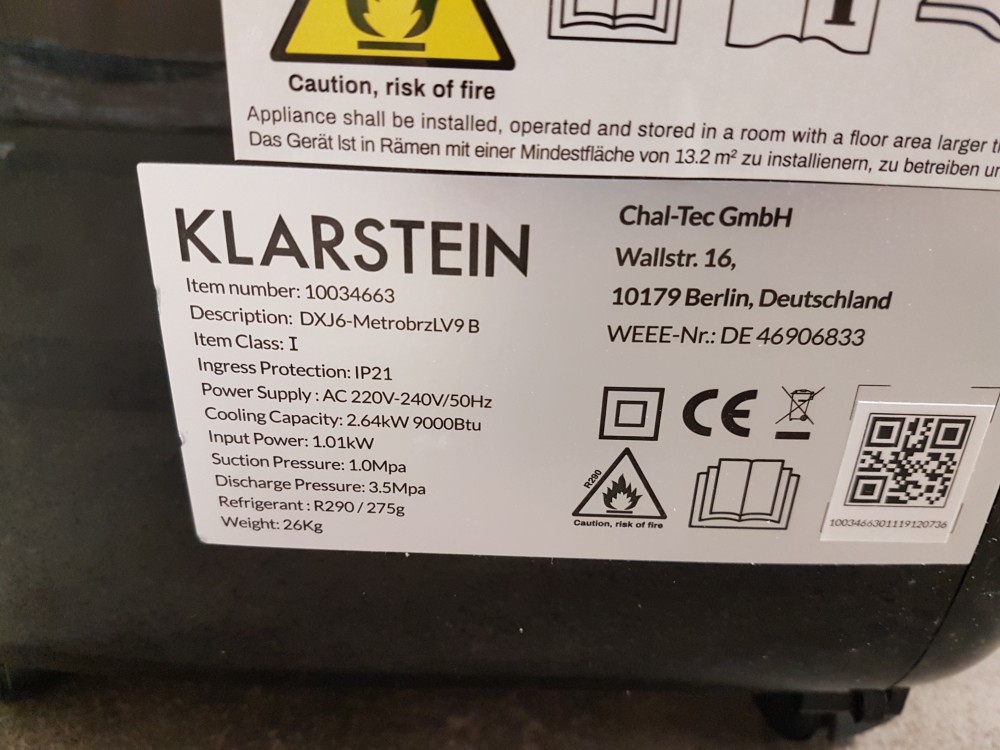 Caution, risk of fire
Appliance shall be installed, operated and stored in a room with a floor area larger
Das Gerät Ist in Rämen mit einer Mindestfläche von 13.2 m² zu installienern, zu betreiben
KLARSTEIN
Item number: 10034663
Description: DXJ6-MetrobrzLV9 B
Item Class: I
Ingress Protection: IP21
Power Supply : AC 220V-240V/50Hz
Cooling Capacity: 2.64kW 9000Btu
Input Power: 1.01kW
Suction Pressure: 1.0Mpa
Discharge Pressure: 3.5Mpa
Refrigerant : R290 / 275g
Weight: 26Kg
Chal-Tec GmbH
Wallstr. 16,
10179 Berlin, Deutschland
WEEE-Nr.: DE 46906833
CE
R290
Caution, risk of fire
1003466301119120736